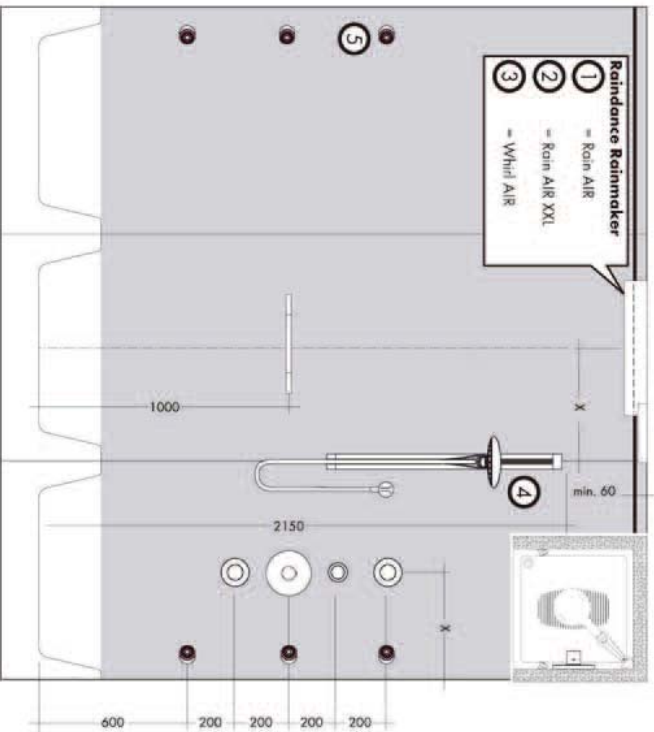 Raindance Rainmaker
1 = Rain AIR
2 = Rain AIR XXL
3 = Whirl AIR
5
1000
x
4
min. 60
2150
x
600 200 200 200 200